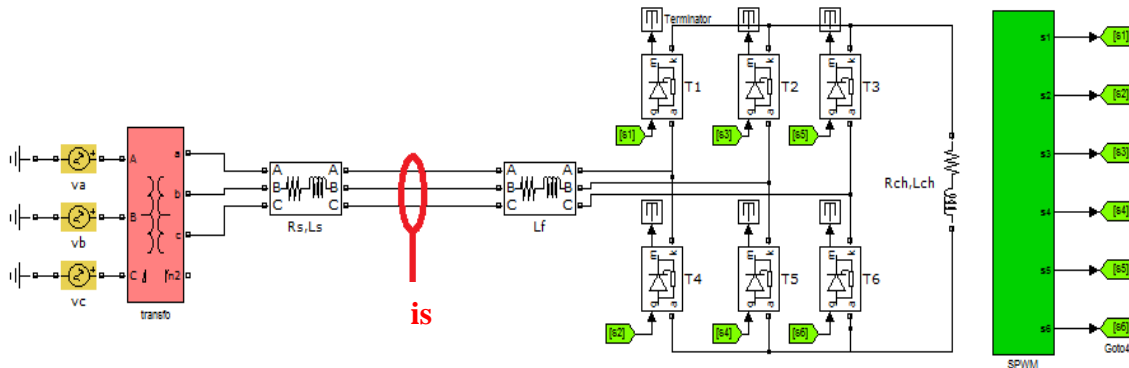 Terminator
m k g a T1
m k g a T2
m k g a T3
[s1] [s3] [s5]
va
vb
vc
A B C
a b c n2
transfo
A B C A B C
Rs,Ls
is
A B C A B C
Lf
m k g a T4
m k g a T5
m k g a T6
[s2] [s4] [s6]
Rch,Lch
s1 [s1]
s2 [s2]
s3 [s3]
s4 [s4]
s5 [s5]
s6 [s6]
SPWM
Goto4